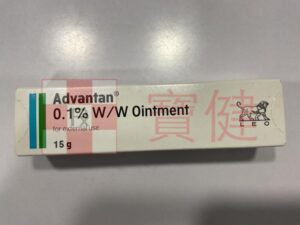 Advantan®
0.1% W/W Ointment
for external use
15 g
LEO
寶健